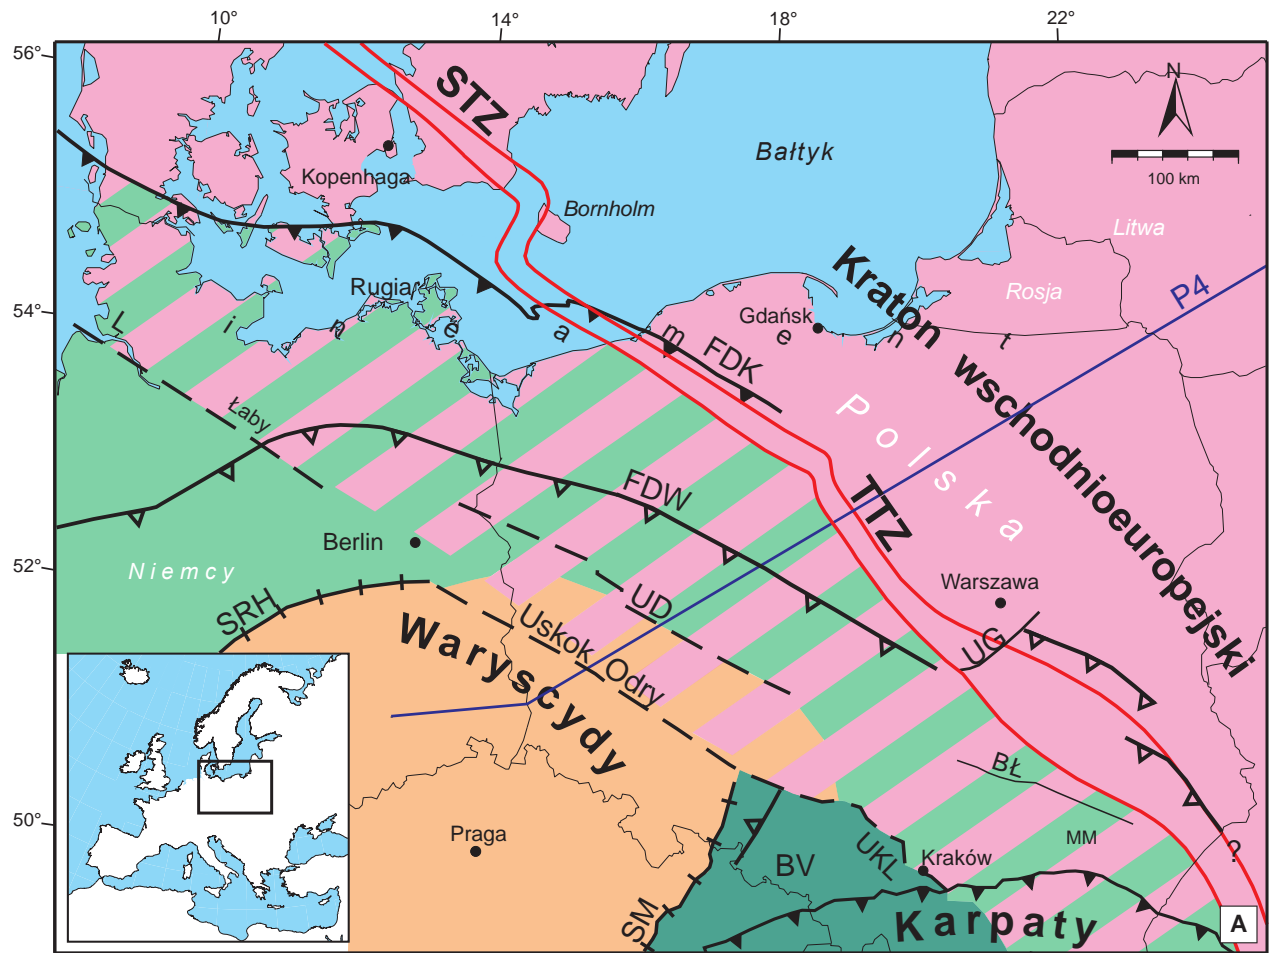 10°
14°
18°
22°
56°
54°
52°
50°
STZ
N
100 km
Bałtyk
Kopenhaga
Bornholm
Litwa
Rosja
P4
Rugia
Gdańsk
Lineament
Łaby
FDK
Kraton wschodnioeuropejski
Polska
FDW
TTZ
Berlin
Niemcy
Warszawa
SRH
UD
UG
Uskok Odry
Waryscydy
BŁ
MM
Praga
BV
UKL
Kraków
?
SM
Karpaty
A